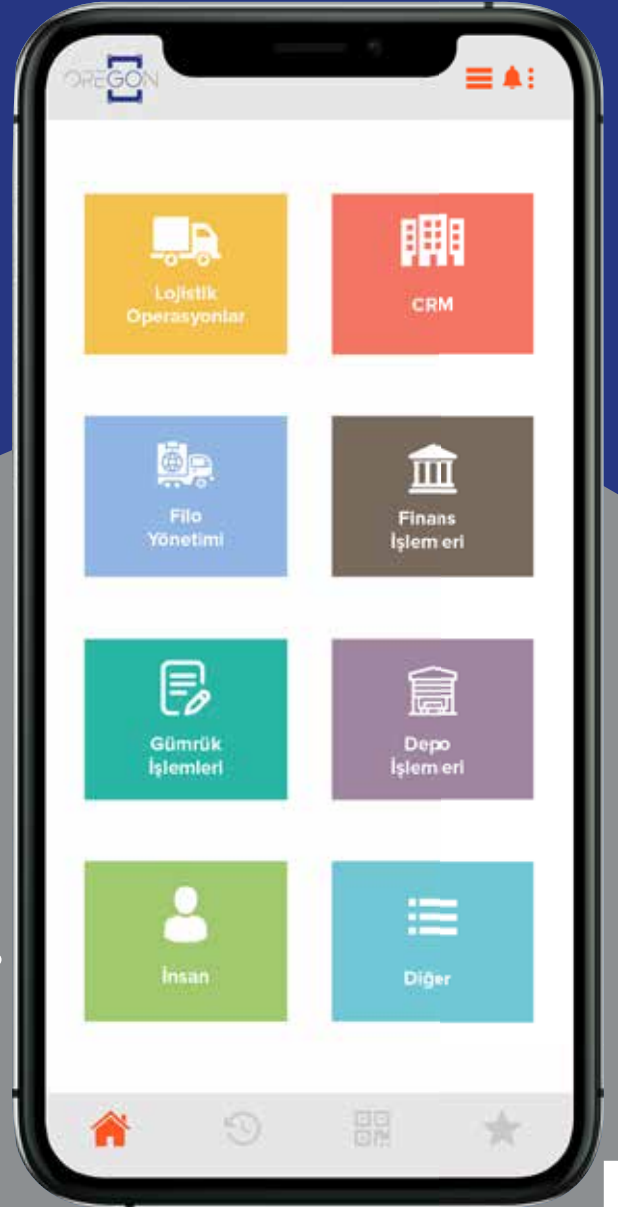 OREGON
Lojistik
Operasyonlar
CRM
Filo
Yönetimi
Finans
İşlem eri
Gümrük
İşlemleri
Depo
İşlem eri
İnsan
Diğer